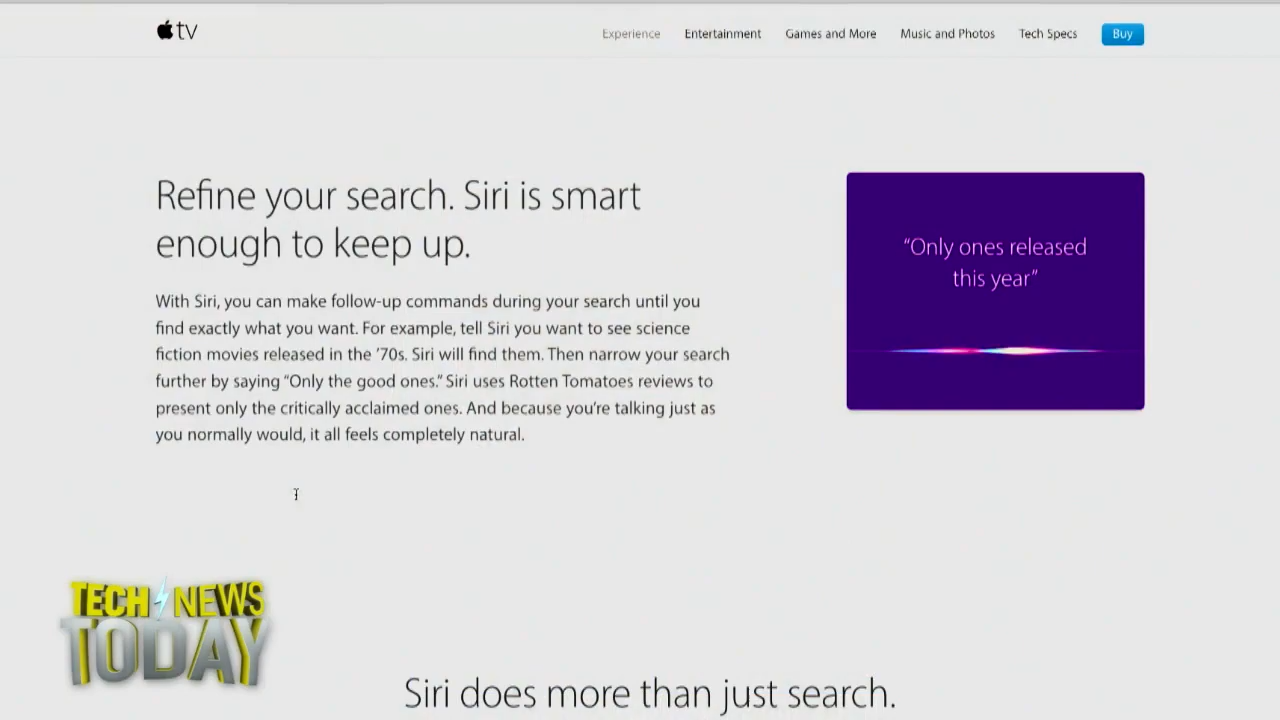 tv
Experience
Entertainment
Games and More
Music and Photos
Tech Specs
Buy
Refine your search. Siri is smart
enough to keep up.
With Siri, you can make follow-up commands during your search until you
find exactly what you want. For example, tell Siri you want to see science
fiction movies released in the ’70s. Siri will find them. Then narrow your search
further by saying “Only the good ones.” Siri uses Rotten Tomatoes reviews to
present only the critically acclaimed ones. And because you’re talking just as
you normally would, it all feels completely natural.
“Only ones released
this year”
TECH NEWS
TODAY
Siri does more than just search.